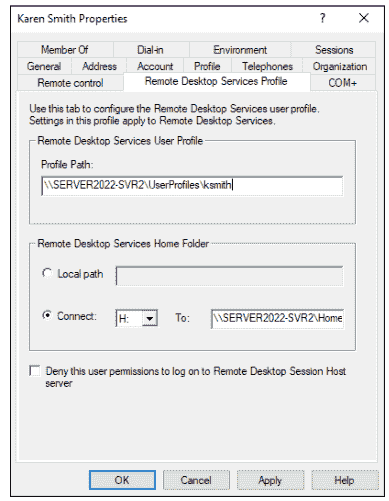 Karen Smith Properties ? X
Member Of Dial-in Environment Sessions
General Address Account Profile Telephones Organization
Remote control Remote Desktop Services Profile COM+
Use this tab to configure the Remote Desktop Services user profile.
Settings in this profile apply to Remote Desktop Services.
Remote Desktop Services User Profile
Profile Path:
\\SERVER2022-SVR2\UserProfiles\ksmith
Remote Desktop Services Home Folder
Local path
Connect: H: To: \\SERVER2022-SVR2\Home
Deny this user permissions to log on to Remote Desktop Session Host
server
OK Cancel Apply Help